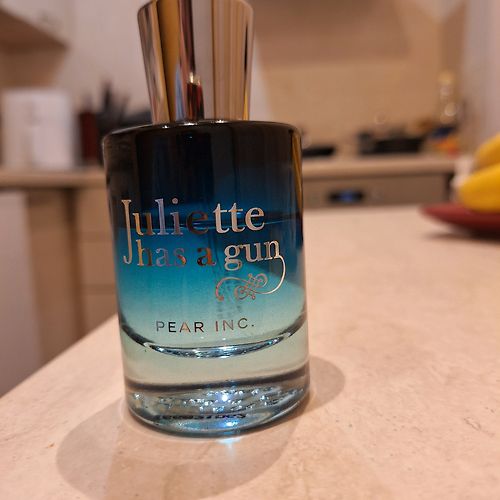 Juliette
has a gun
PEAR INC.